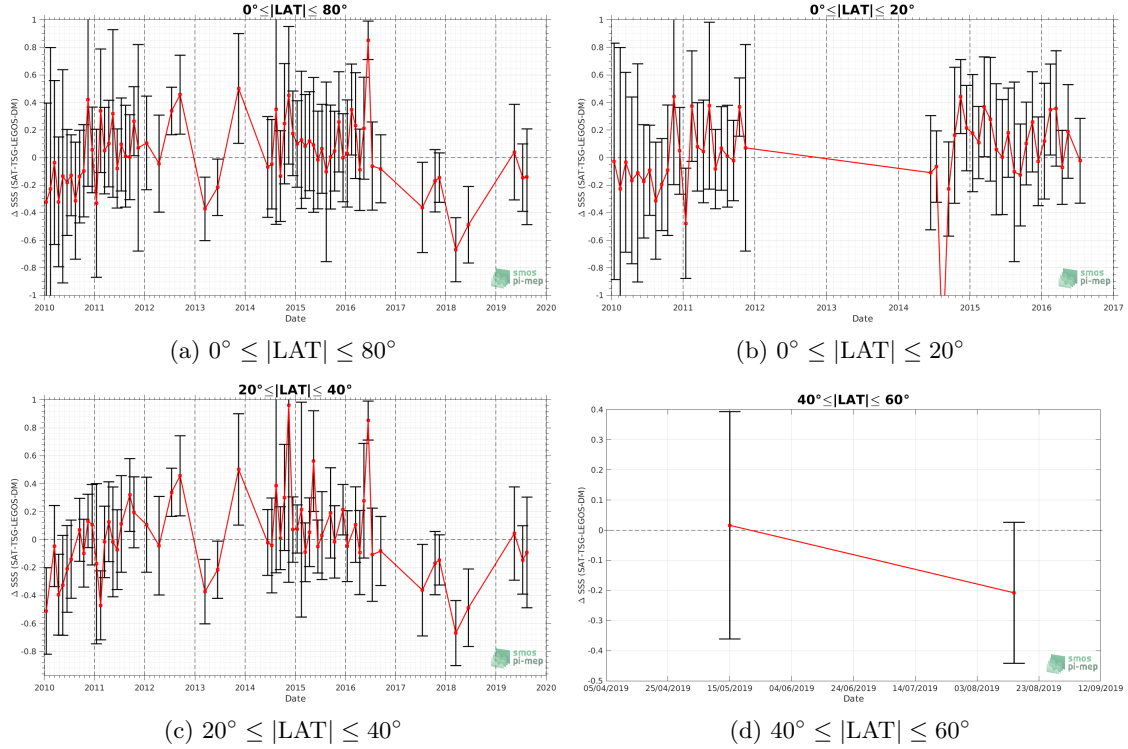 0°≤|LAT|≤ 80°
Δ SSS (SAT-TSG-LEGOS-DM)
1
0.8
0.6
0.4
0.2
0
-0.2
-0.4
-0.6
-0.8
-1
2010 2011 2012 2013 2014 2015 2016 2017 2018 2019 2020
Date
smos
pi-mep
(a) 0° ≤ |LAT| ≤ 80°
0°≤|LAT|≤ 20°
Δ SSS (SAT-TSG-LEGOS-DM)
1
0.8
0.6
0.4
0.2
0
-0.2
-0.4
-0.6
-0.8
-1
2010 2011 2012 2013 2014 2015 2016 2017
Date
smos
pi-mep
(b) 0° ≤ |LAT| ≤ 20°
20°≤|LAT|≤ 40°
Δ SSS (SAT-TSG-LEGOS-DM)
1
0.8
0.6
0.4
0.2
0
-0.2
-0.4
-0.6
-0.8
2010 2011 2012 2013 2014 2015 2016 2017 2018 2019 2020
Date
smos
pi-mep
(c) 20° ≤ |LAT| ≤ 40°
40°≤|LAT|≤ 60°
Δ SSS (SAT-TSG-LEGOS-DM)
0.4
0.3
0.2
0.1
0
-0.1
-0.2
-0.3
-0.4
-0.5
05/04/2019 25/04/2019 15/05/2019 04/06/2019 24/06/2019 14/07/2019 03/08/2019 23/08/2019 12/09/2019
Date
smos
pi-mep
(d) 40° ≤ |LAT| ≤ 60°